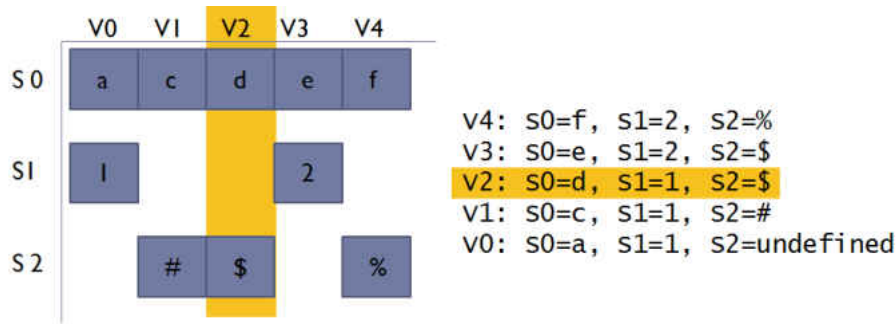 V0 V1 V2 V3 V4
S0 a c d e f
S1 1 2
S2 # $ %
v4: s0=f, s1=2, s2=%
v3: s0=e, s1=2, s2=$
v2: s0=d, s1=1, s2=$
v1: s0=c, s1=1, s2=#
v0: s0=a, s1=1, s2=undefined